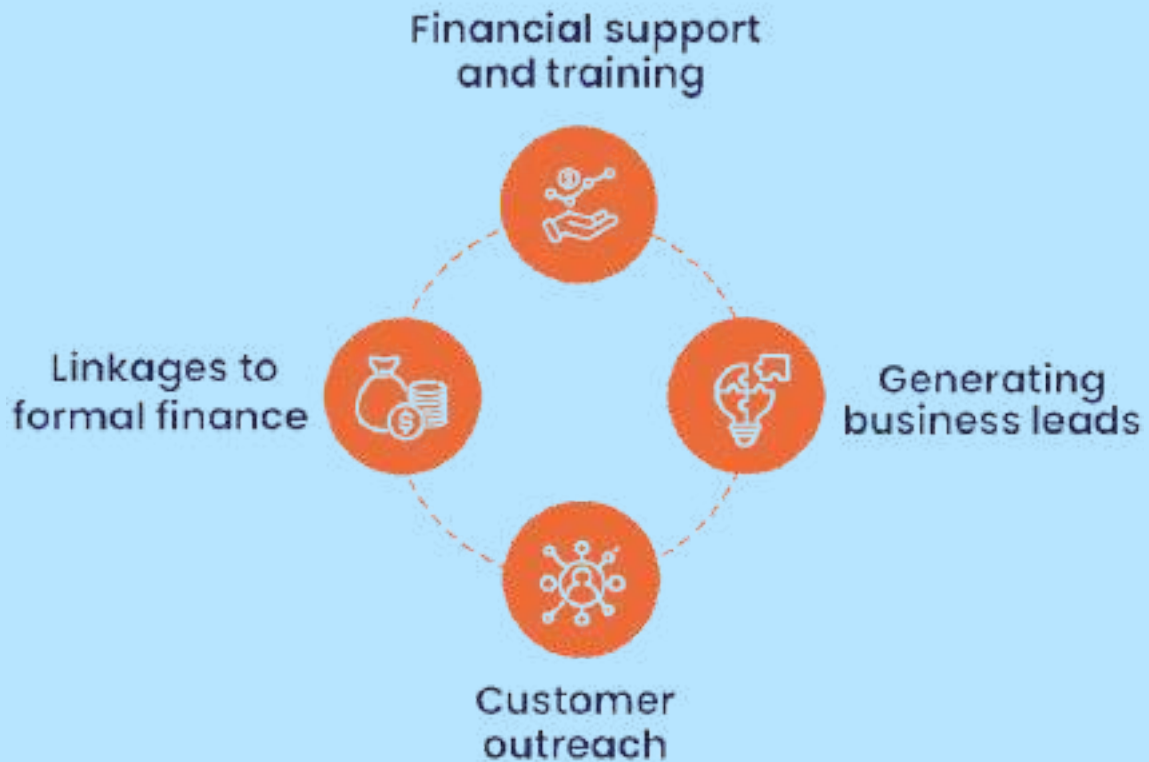 Financial support
and training
Linkages to
formal finance
Generating
business leads
Customer
outreach